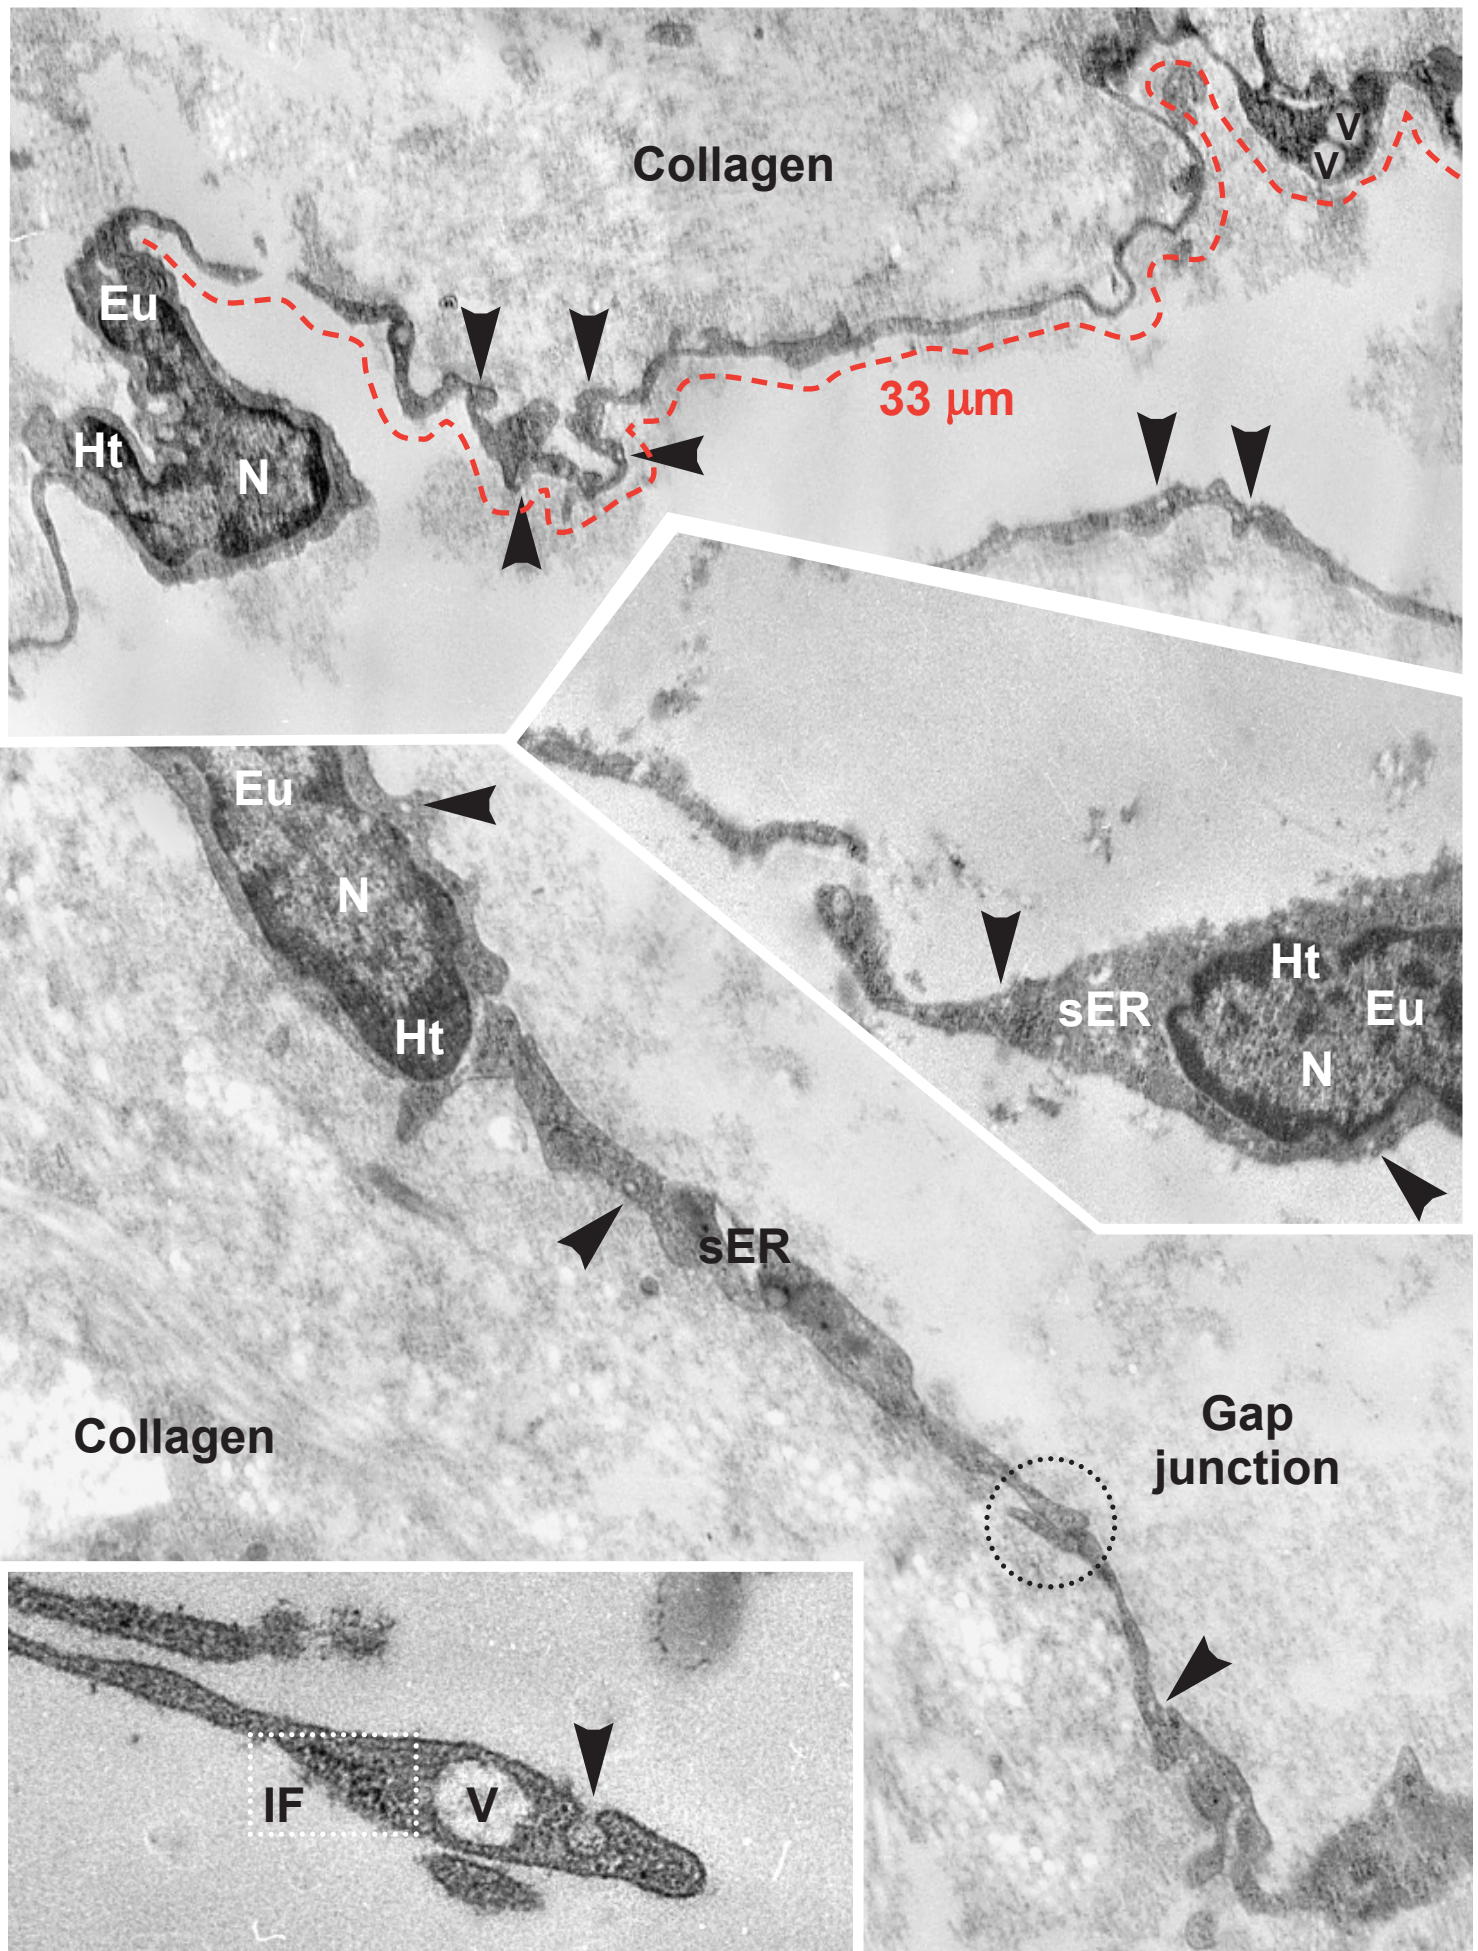 Collagen
V
V
Eu
33 μm
Ht
N
Eu
N
Ht
Ht
sER
Eu
N
sER
Collagen
Gap
junction
IF
V